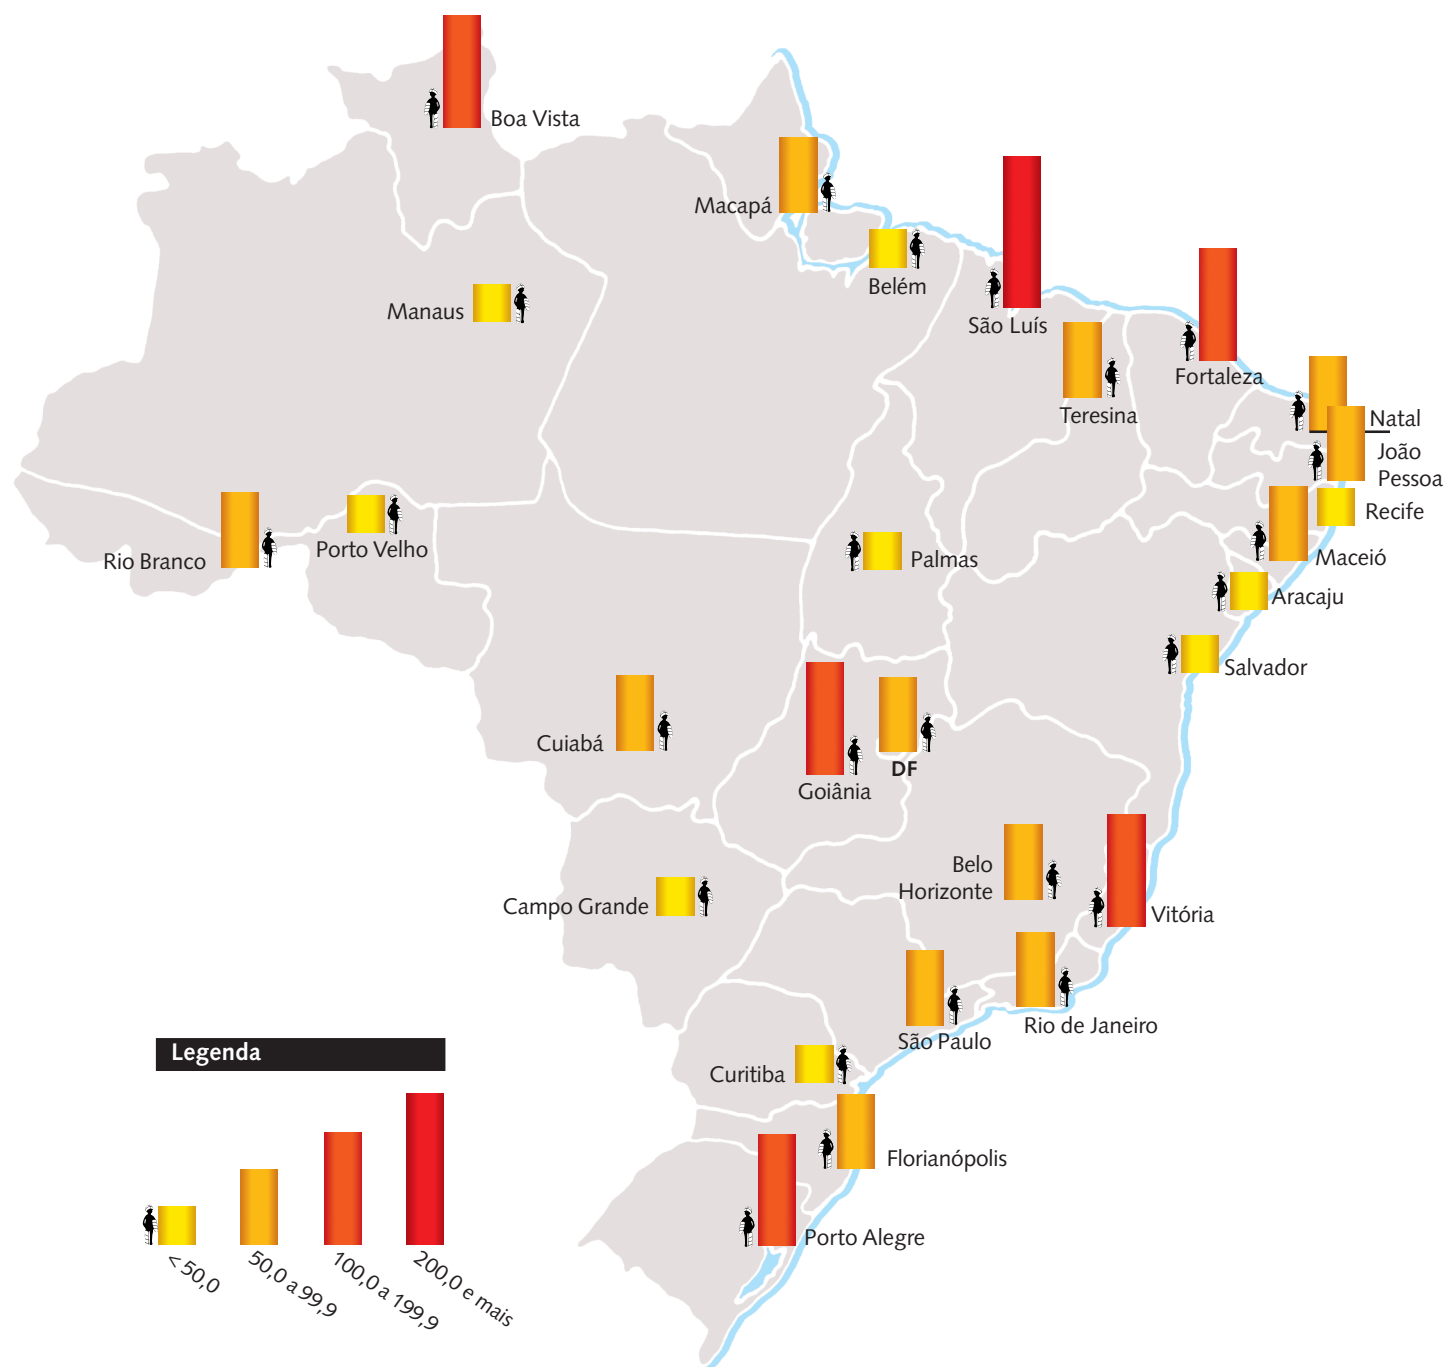 Boa Vista
Macapá
Belém
Manaus
São Luís
Fortaleza
Teresina
Natal
João
Pessoa
Recife
Rio Branco
Porto Velho
Palmas
Maceió
Aracaju
Salvador
Cuiabá
Goiânia
DF
Belo
Horizonte
Campo Grande
Vitória
Rio de Janeiro
São Paulo
Curitiba
Florianópolis
Porto Alegre
Legenda
< 50,0
50,0 a 99,9
100,0 a 199,9
200,0 e mais